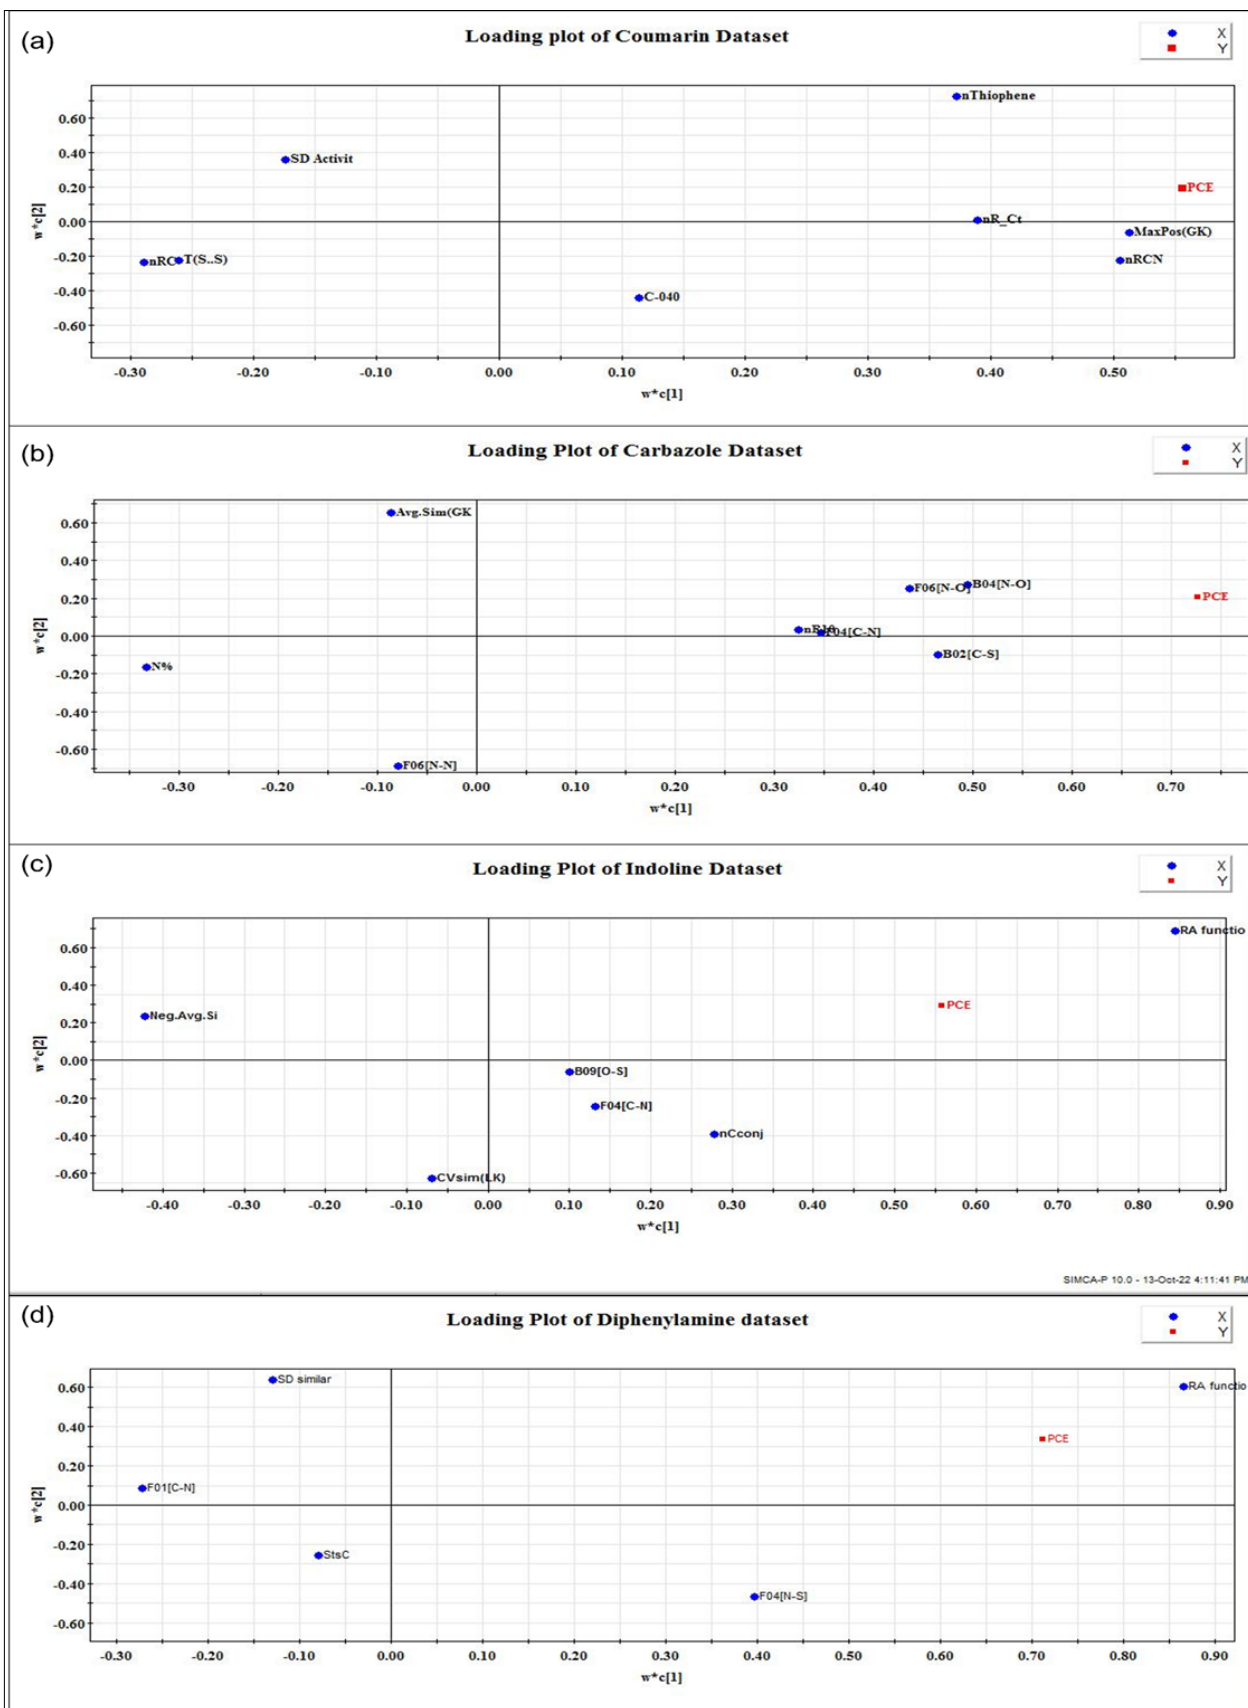 (a)
Loading plot of Coumarin Dataset
X
Y
w*c[2]
0.60
0.40
0.20
0.00
-0.20
-0.40
-0.60
nThiophene
SD Activit
PCE
nR_Ct
MaxPos(GK)
nRCN
T(S..S)
C-040
-0.30 -0.20 -0.10 0.00 0.10 0.20 0.30 0.40 0.50
w*c[1]
(b)
Loading Plot of Carbazole Dataset
X
Y
w*c[2]
0.60
0.40
0.20
0.00
-0.20
-0.40
-0.60
Avg.Sim(GK
F06[N-O] B04[N-O]
PCE
F04[C-N]
B02[C-S]
N%
F06[N-N]
-0.30 -0.20 -0.10 0.00 0.10 0.20 0.30 0.40 0.50 0.60 0.70
w*c[1]
(c)
Loading Plot of Indoline Dataset
X
Y
w*c[2]
0.60
0.40
0.20
0.00
-0.20
-0.40
-0.60
RA functio
PCE
Neg.Avg.Si
B09[O-S]
F04[C-N]
nCconj
CVsim(LK)
-0.40 -0.30 -0.20 -0.10 0.00 0.10 0.20 0.30 0.40 0.50 0.60 0.70 0.80 0.90
w*c[1]
SIMCA-P 10.0 - 13-Oct-22 4:11:41 PM
(d)
Loading Plot of Diphenylamine dataset
X
Y
w*c[2]
0.60
0.40
0.20
0.00
-0.20
-0.40
-0.60
SD similar
RA functio
PCE
F01[C-N]
StsC
F04[N-S]
-0.30 -0.20 -0.10 0.00 0.10 0.20 0.30 0.40 0.50 0.60 0.70 0.80 0.90
w*c[1]